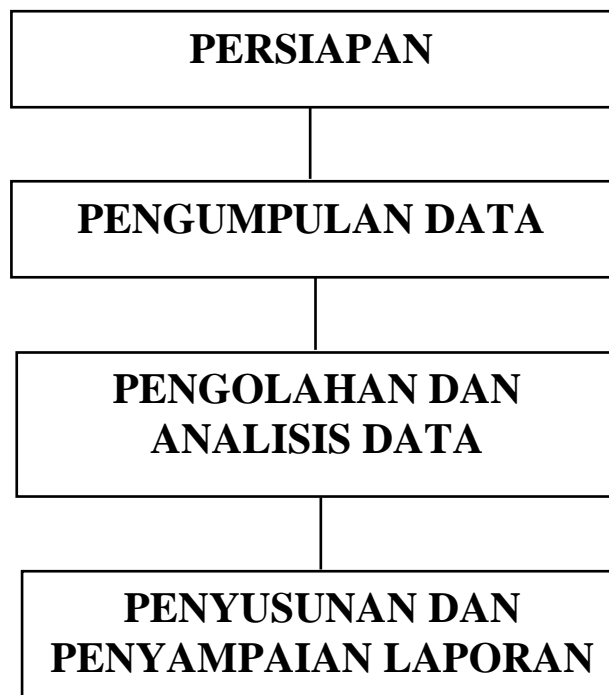 PERSIAPAN
PENGUMPULAN DATA
PENGOLAHAN DAN
ANALISIS DATA
PENYUSUNAN DAN
PENYAMPAIAN LAPORAN